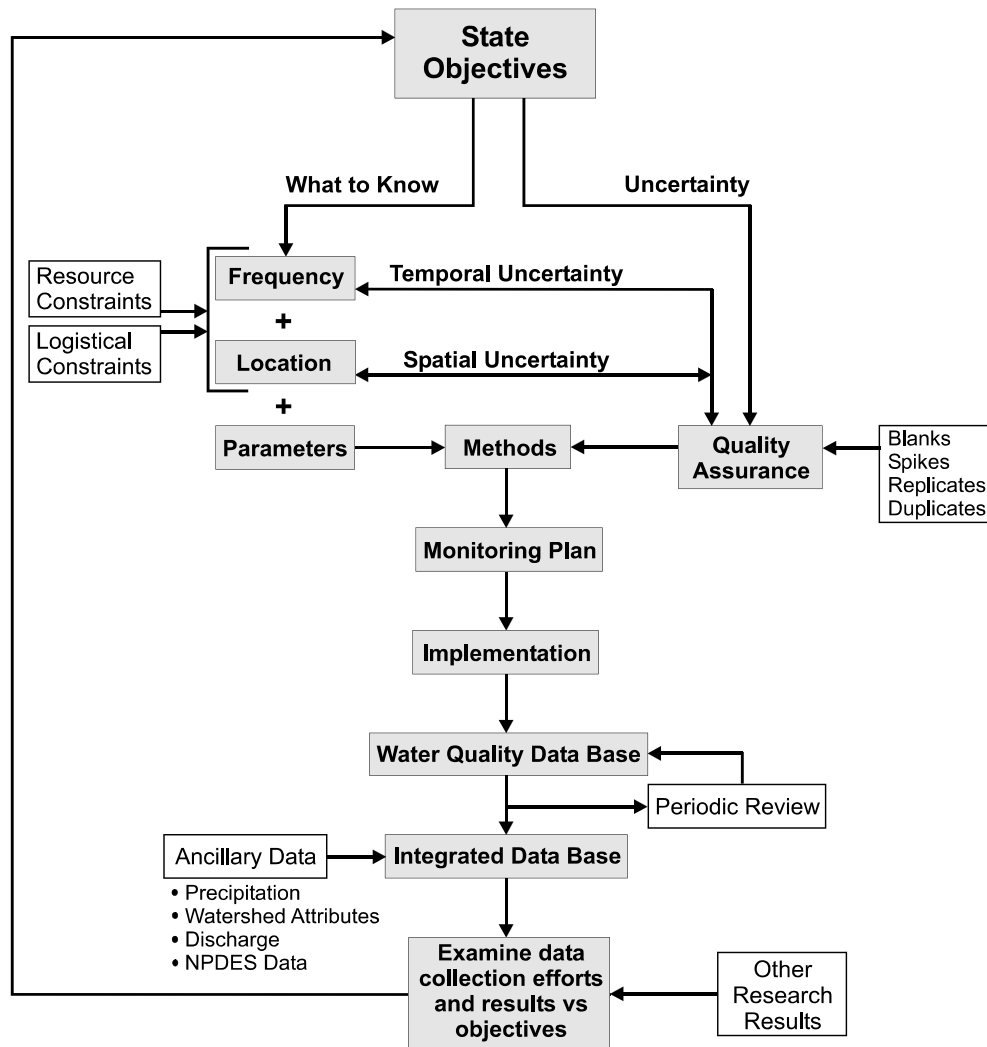 State
Objectives
What to Know
Uncertainty
Resource
Constraints
Frequency
Temporal Uncertainty
+
Logistical
Constraints
Location
Spatial Uncertainty
+
Parameters
Methods
Quality
Assurance
Blanks
Spikes
Replicates
Duplicates
Monitoring Plan
Implementation
Water Quality Data Base
Periodic Review
Ancillary Data
Integrated Data Base
• Precipitation
• Watershed Attributes
• Discharge
• NPDES Data
Examine data
collection efforts
and results vs
objectives
Other
Research
Results